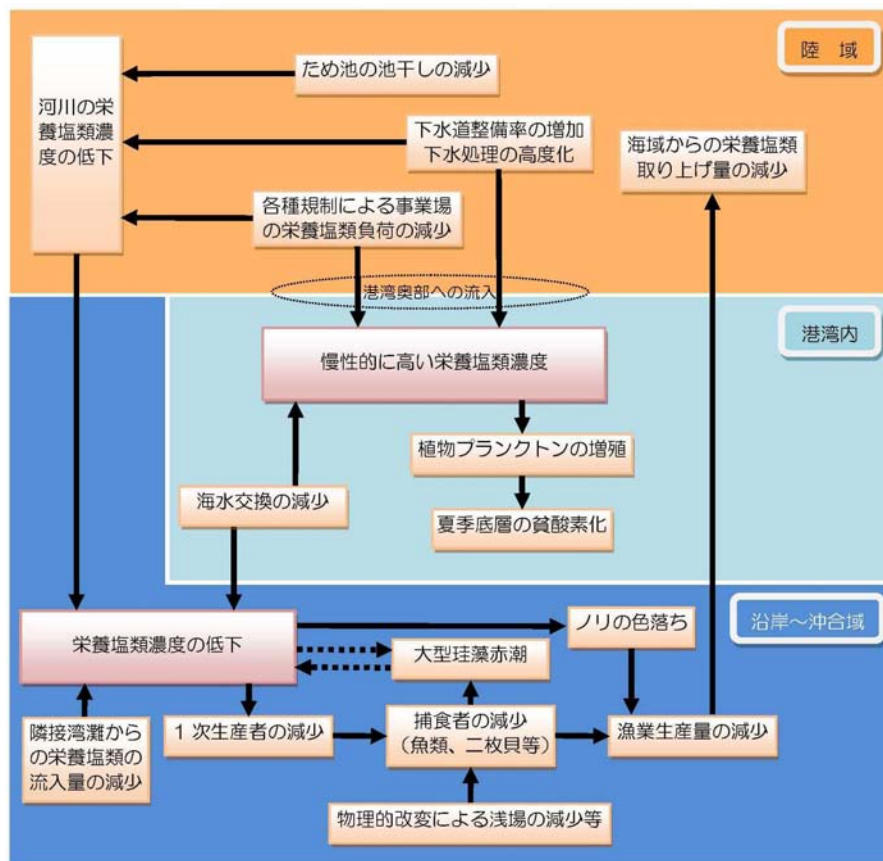 陸　域
ため池の池干しの減少
河川の栄
養塩類濃
度の低下
下水道整備率の増加
下水処理の高度化
海域からの栄養塩類
取り上げ量の減少
各種規制による事業場
の栄養塩類負荷の減少
港湾奥部への流入
港湾内
慢性的に高い栄養塩類濃度
植物プランクトンの増殖
海水交換の減少
夏季底層の貧酸素化
沿岸～沖合域
栄養塩類濃度の低下
ノリの色落ち
大型珪藻赤潮
隣接湾灘から
の栄養塩類の
流入量の減少
１次生産者の減少
捕食者の減少
（魚類、二枚貝等）
漁業生産量の減少
物理的改変による浅場の減少等